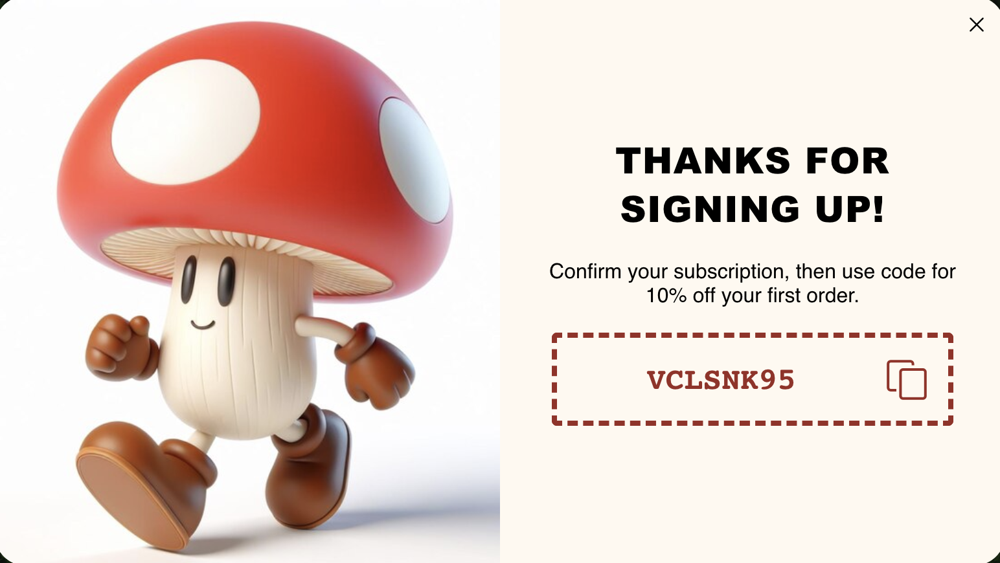 THANKS FOR
SIGNING UP!
Confirm your subscription, then use code for
10% off your first order.
VCLSNK95